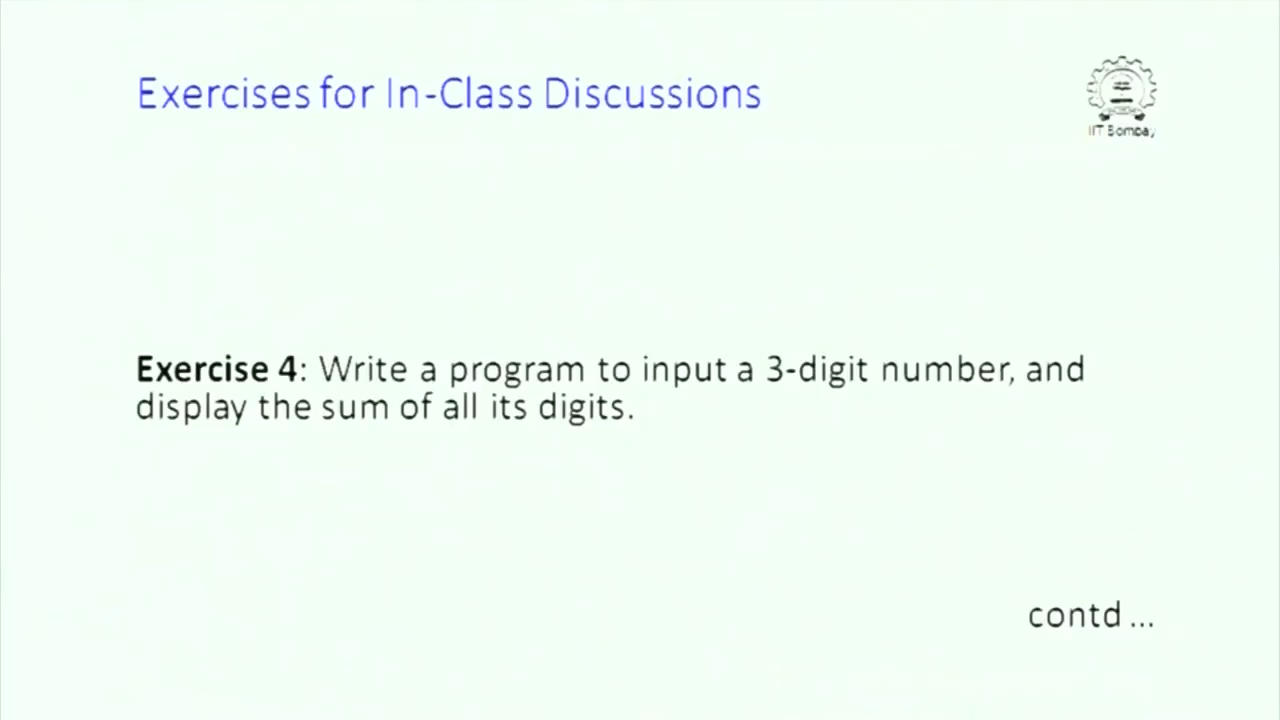 Exercises for In-Class Discussions
IIT Bombay
Exercise 4: Write a program to input a 3-digit number, and
display the sum of all its digits.
contd ...